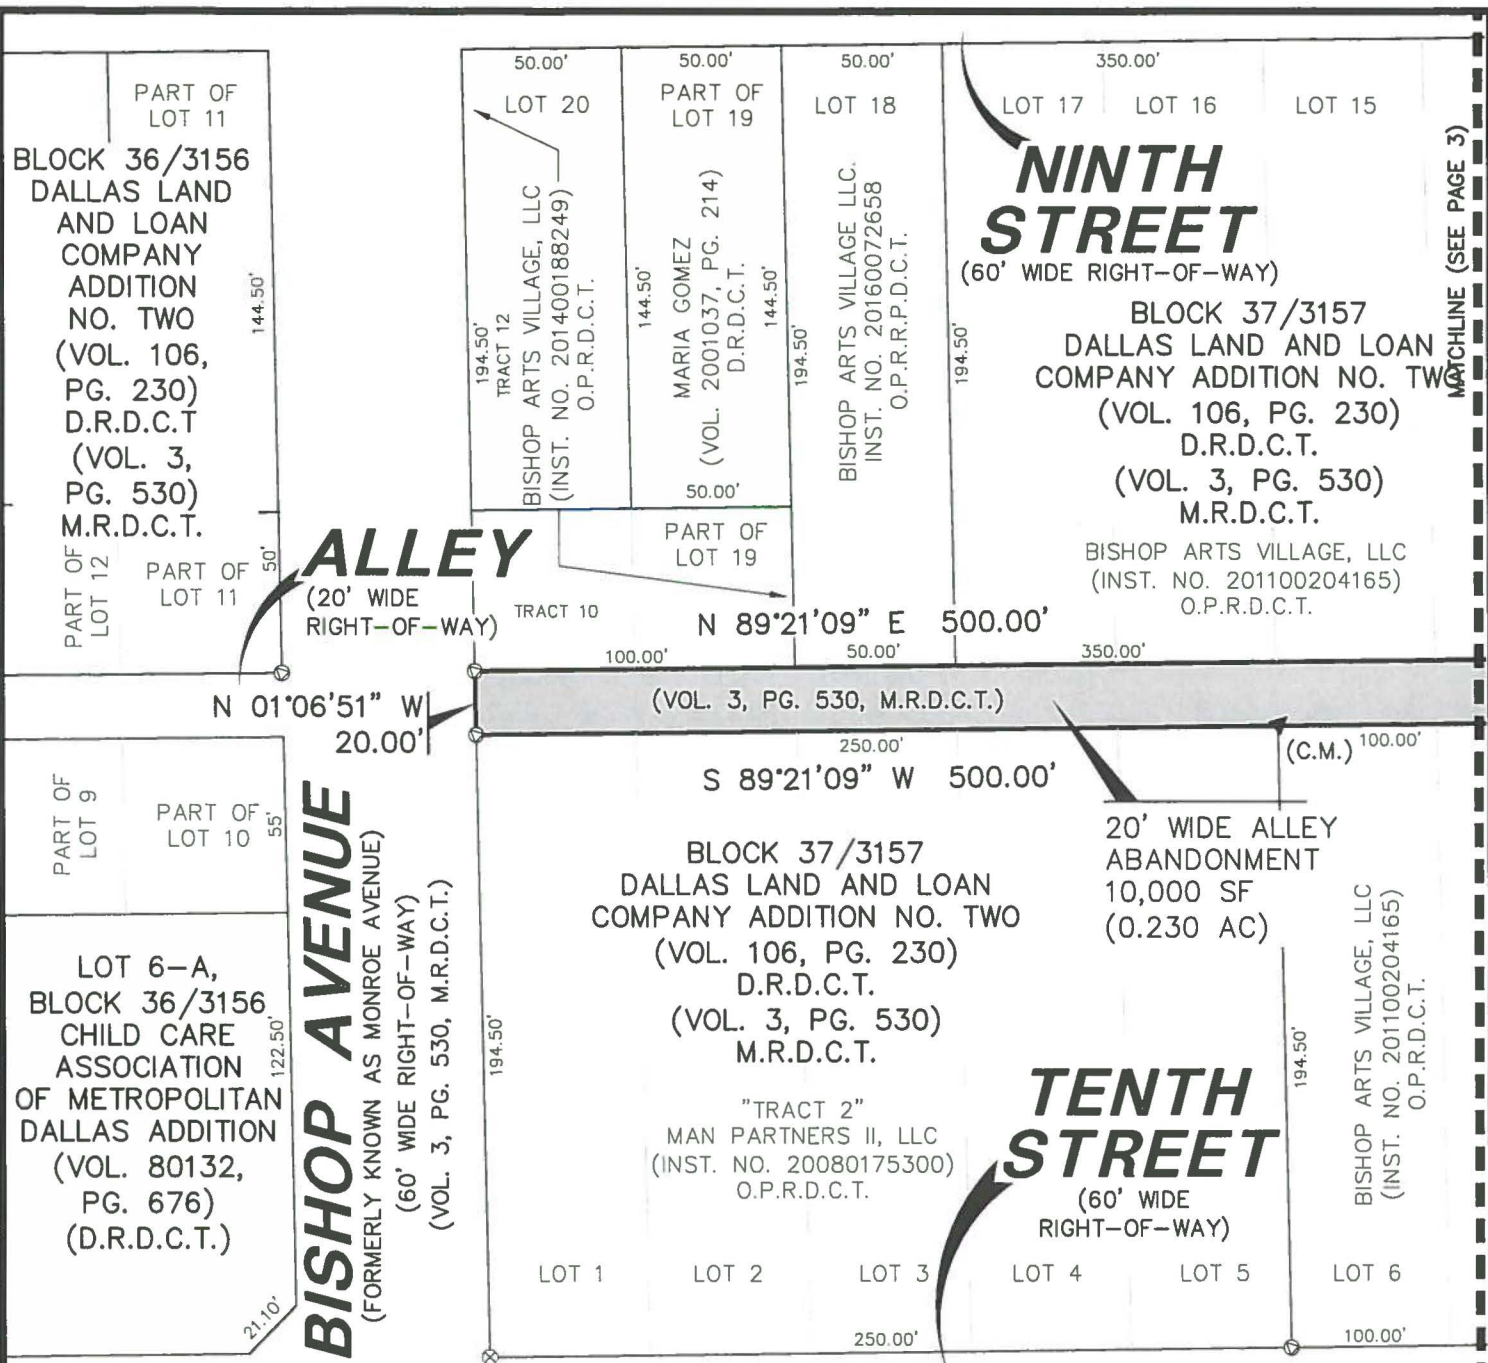 PART OF
LOT 11
BLOCK 36/3156
DALLAS LAND
AND LOAN
COMPANY
ADDITION
NO. TWO
(VOL. 106,
PG. 230)
D.R.D.C.T
(VOL. 3,
PG. 530)
M.R.D.C.T.
144.50'
PART OF
LOT 12
PART OF
LOT 11
50'
ALLEY
(20' WIDE
RIGHT-OF-WAY)
50.00'
LOT 20
194.50'
TRACT 12
BISHOP ARTS VILLAGE, LLC
(INST. NO. 201400188249)
O.P.R.D.C.T.
50.00'
PART OF
LOT 19
144.50'
MARIA GOMEZ
(VOL. 2001037, PG. 214)
D.R.D.C.T.
144.50'
50.00'
PART OF
LOT 19
TRACT 10
50.00'
LOT 18
194.50'
BISHOP ARTS VILLAGE LLC.
INST. NO. 201600072658
O.P.R.R.P.D.C.T.
194.50'
350.00'
LOT 17
LOT 16
LOT 15
NINTH
STREET
(60' WIDE RIGHT-OF-WAY)
BLOCK 37/3157
DALLAS LAND AND LOAN
COMPANY ADDITION NO. TWO
(VOL. 106, PG. 230)
D.R.D.C.T.
(VOL. 3, PG. 530)
M.R.D.C.T.
BISHOP ARTS VILLAGE, LLC
(INST. NO. 201100204165)
O.P.R.D.C.T.
MATCHLINE (SEE PAGE 3)
N 89°21'09" E 500.00'
100.00'
50.00'
350.00'
N 01°06'51" W
20.00'
(VOL. 3, PG. 530, M.R.D.C.T.)
250.00'
(C.M.)
100.00'
S 89°21'09" W 500.00'
20' WIDE ALLEY
ABANDONMENT
10,000 SF
(0.230 AC)
PART OF
LOT 9
PART OF
LOT 10
55'
LOT 6-A,
BLOCK 36/3156
CHILD CARE
ASSOCIATION
OF METROPOLITAN
DALLAS ADDITION
(VOL. 80132,
PG. 676)
(D.R.D.C.T.)
122.50'
21.10'
BISHOP AVENUE
(FORMERLY KNOWN AS MONROE AVENUE)
(60' WIDE RIGHT-OF-WAY)
(VOL. 3, PG. 530, M.R.D.C.T.)
194.50'
BLOCK 37/3157
DALLAS LAND AND LOAN
COMPANY ADDITION NO. TWO
(VOL. 106, PG. 230)
D.R.D.C.T.
(VOL. 3, PG. 530)
M.R.D.C.T.
"TRACT 2"
MAN PARTNERS II, LLC
(INST. NO. 20080175300)
O.P.R.D.C.T.
TENTH
STREET
(60' WIDE
RIGHT-OF-WAY)
194.50'
BISHOP ARTS VILLAGE, LLC
(INST. NO. 201100204165)
O.P.R.D.C.T.
LOT 1
LOT 2
LOT 3
LOT 4
LOT 5
LOT 6
250.00'
100.00'